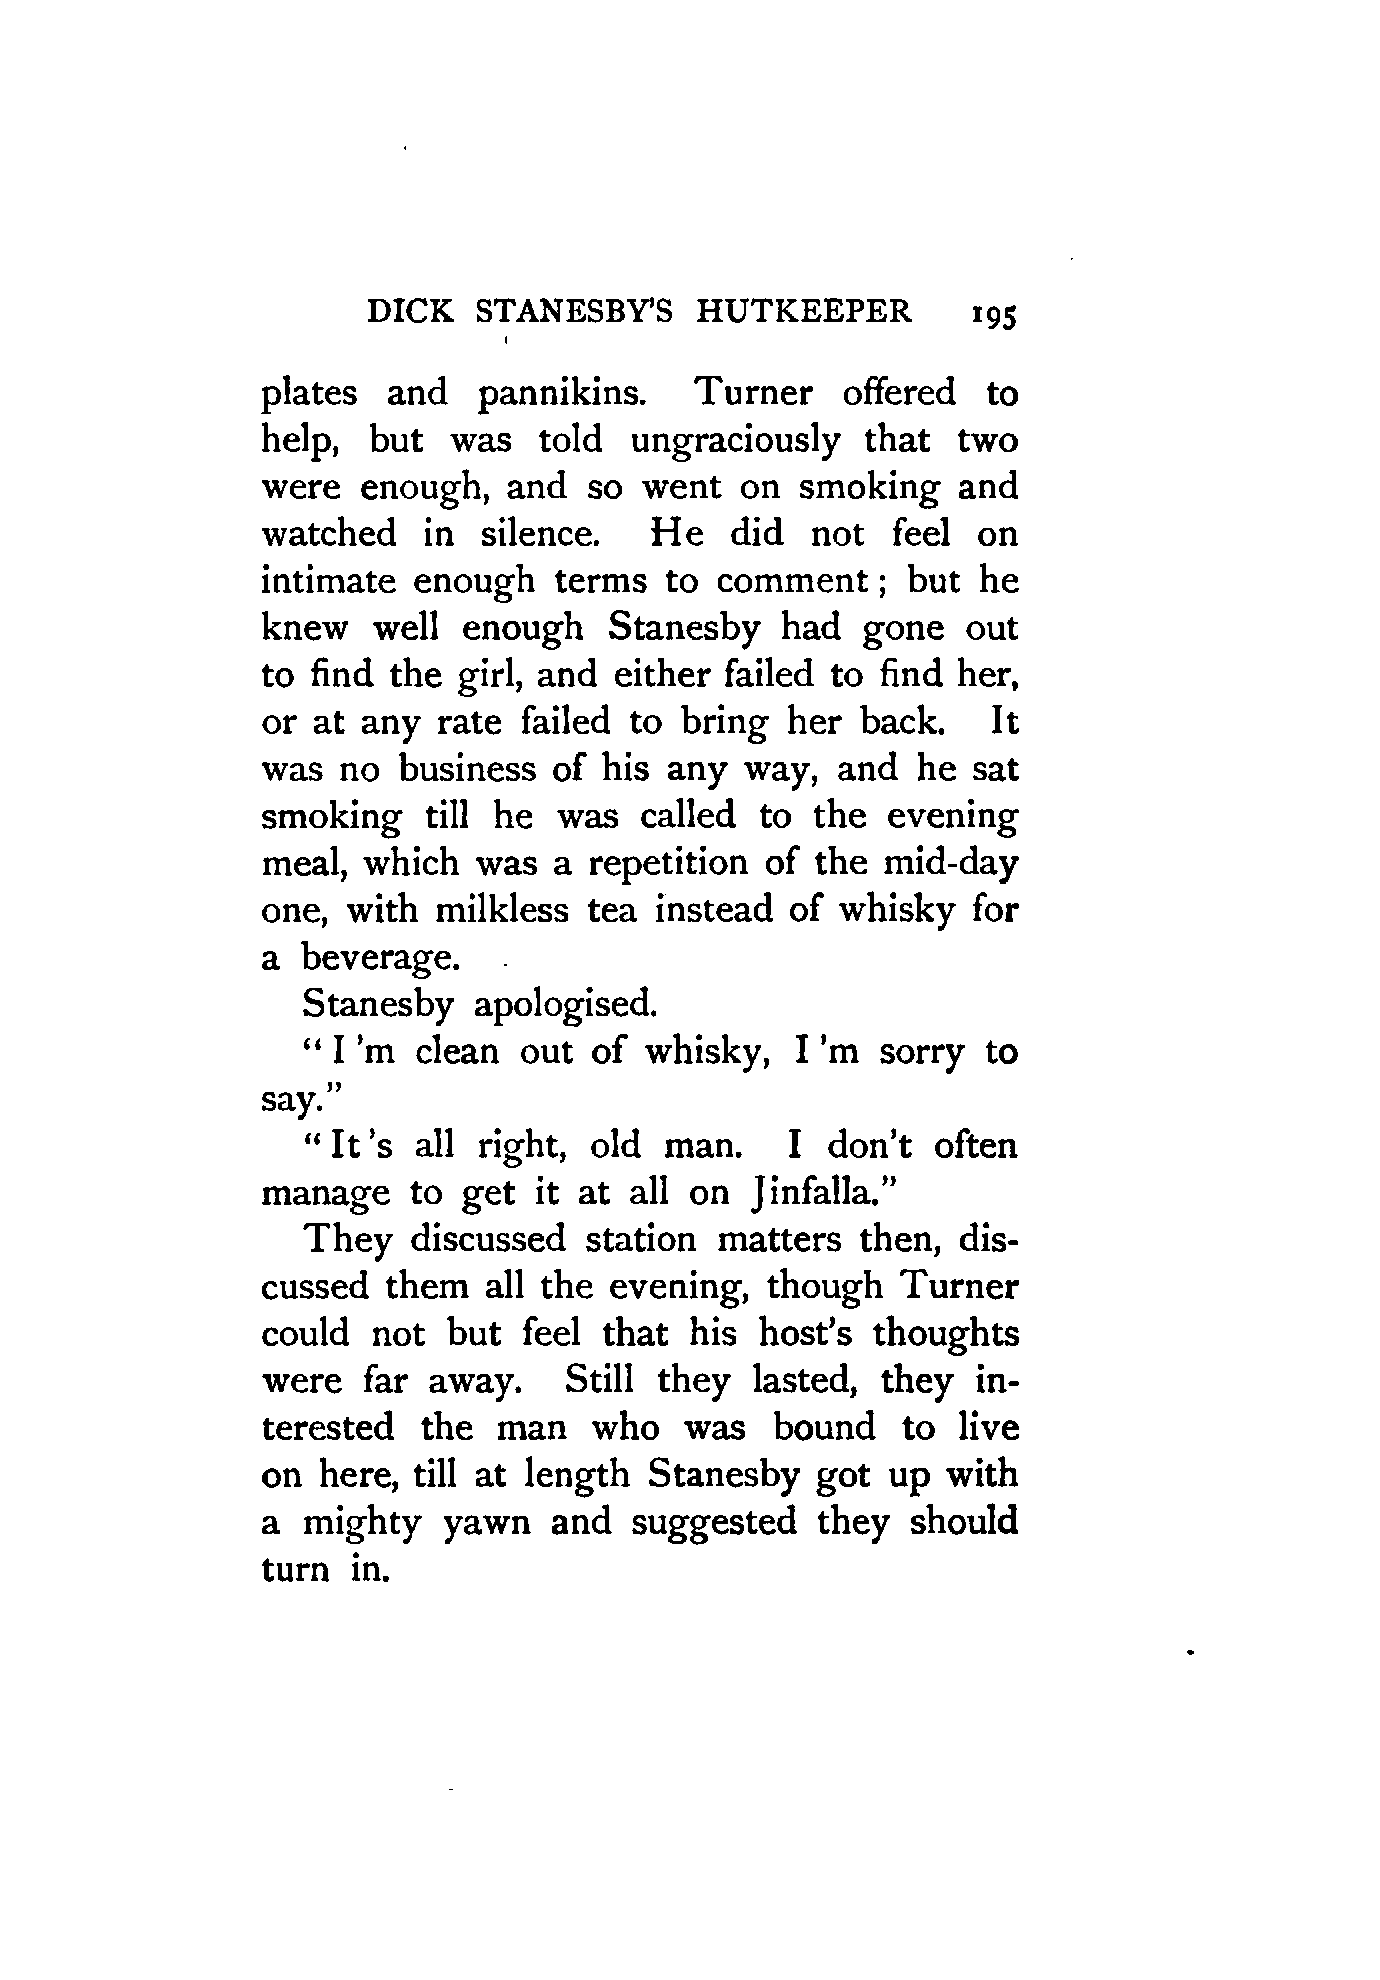 DICK STANESBY'S HUTKEEPER 195
plates and pannikins. Turner offered to
help, but was told ungraciously that two
were enough, and so went on smoking and
watched in silence. He did not feel on
intimate enough terms to comment; but he
knew well enough Stanesby had gone out
to find the girl, and either failed to find her,
or at any rate failed to bring her back. It
was no business of his any way, and he sat
smoking till he was called to the evening
meal, which was a repetition of the mid-day
one, with milkless tea instead of whisky for
a beverage.
Stanesby apologised.
"I'm clean out of whisky, I'm sorry to
say."
"It's all right, old man. I don't often
manage to get it at all on Jinfalla."
They discussed station matters then, dis-
cussed them all the evening, though Turner
could not but feel that his host's thoughts
were far away. Still they lasted, they in-
terested the man who was bound to live
on here, till at length Stanesby got up with
a mighty yawn and suggested they should
turn in.